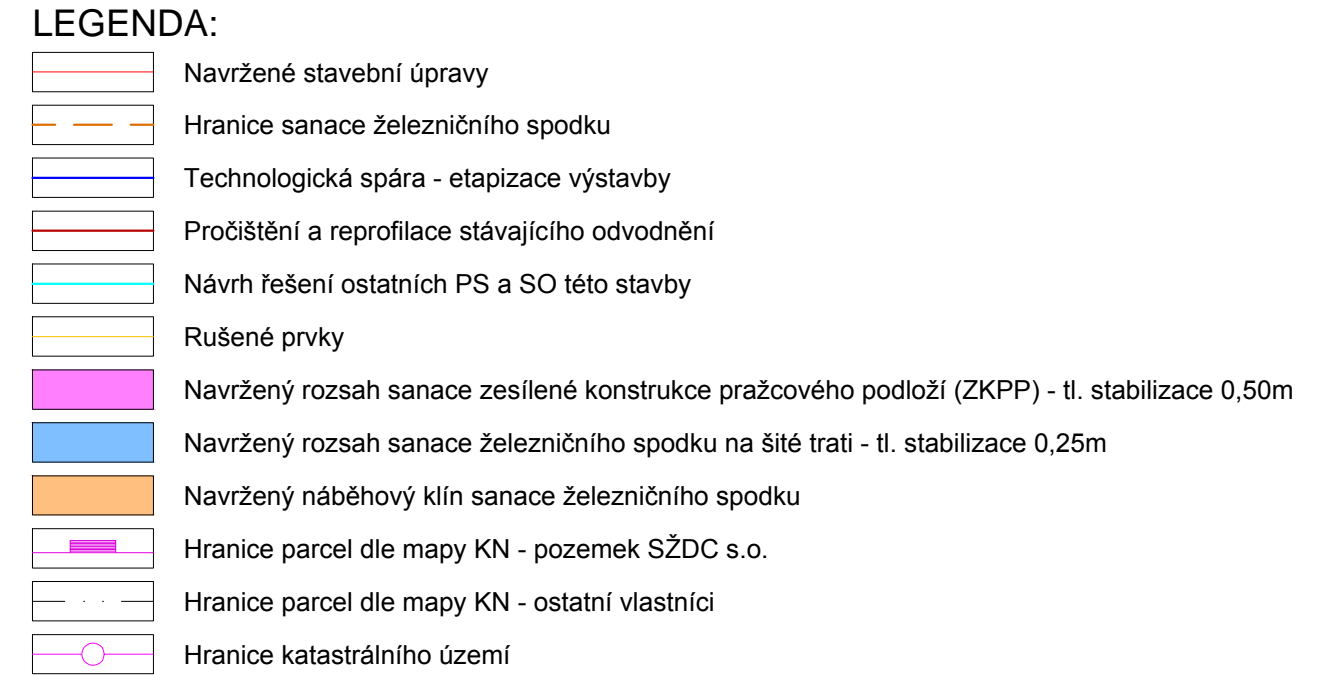 LEGENDA:
Navržené stavební úpravy
Hranice sanace železničního spodku
Technologická spára - etapizace výstavby
Pročištění a reprofilace stávajícího odvodnění
Návrh řešení ostatních PS a SO této stavby
Rušené prvky
Navržený rozsah sanace zesílené konstrukce pražcového podloží (ZKPP) - tl. stabilizace 0,50m
Navržený rozsah sanace železničního spodku na šité trati - tl. stabilizace 0,25m
Navržený náběhový klín sanace železničního spodku
Hranice parcel dle mapy KN - pozemek SŽDC s.o.
Hranice parcel dle mapy KN - ostatní vlastníci
Hranice katastrálního území